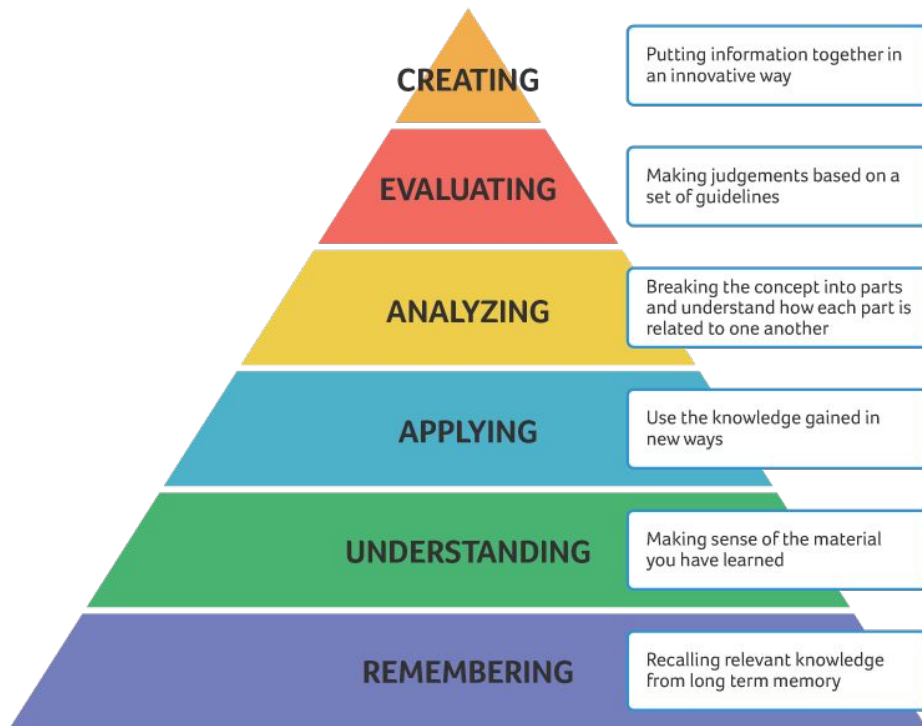 CREATING
Putting information together in
an innovative way
EVALUATING
Making judgements based on a
set of guidelines
ANALYZING
Breaking the concept into parts
and understand how each part is
related to one another
APPLYING
Use the knowledge gained in
new ways
UNDERSTANDING
Making sense of the material
you have learned
REMEMBERING
Recalling relevant knowledge
from long term memory